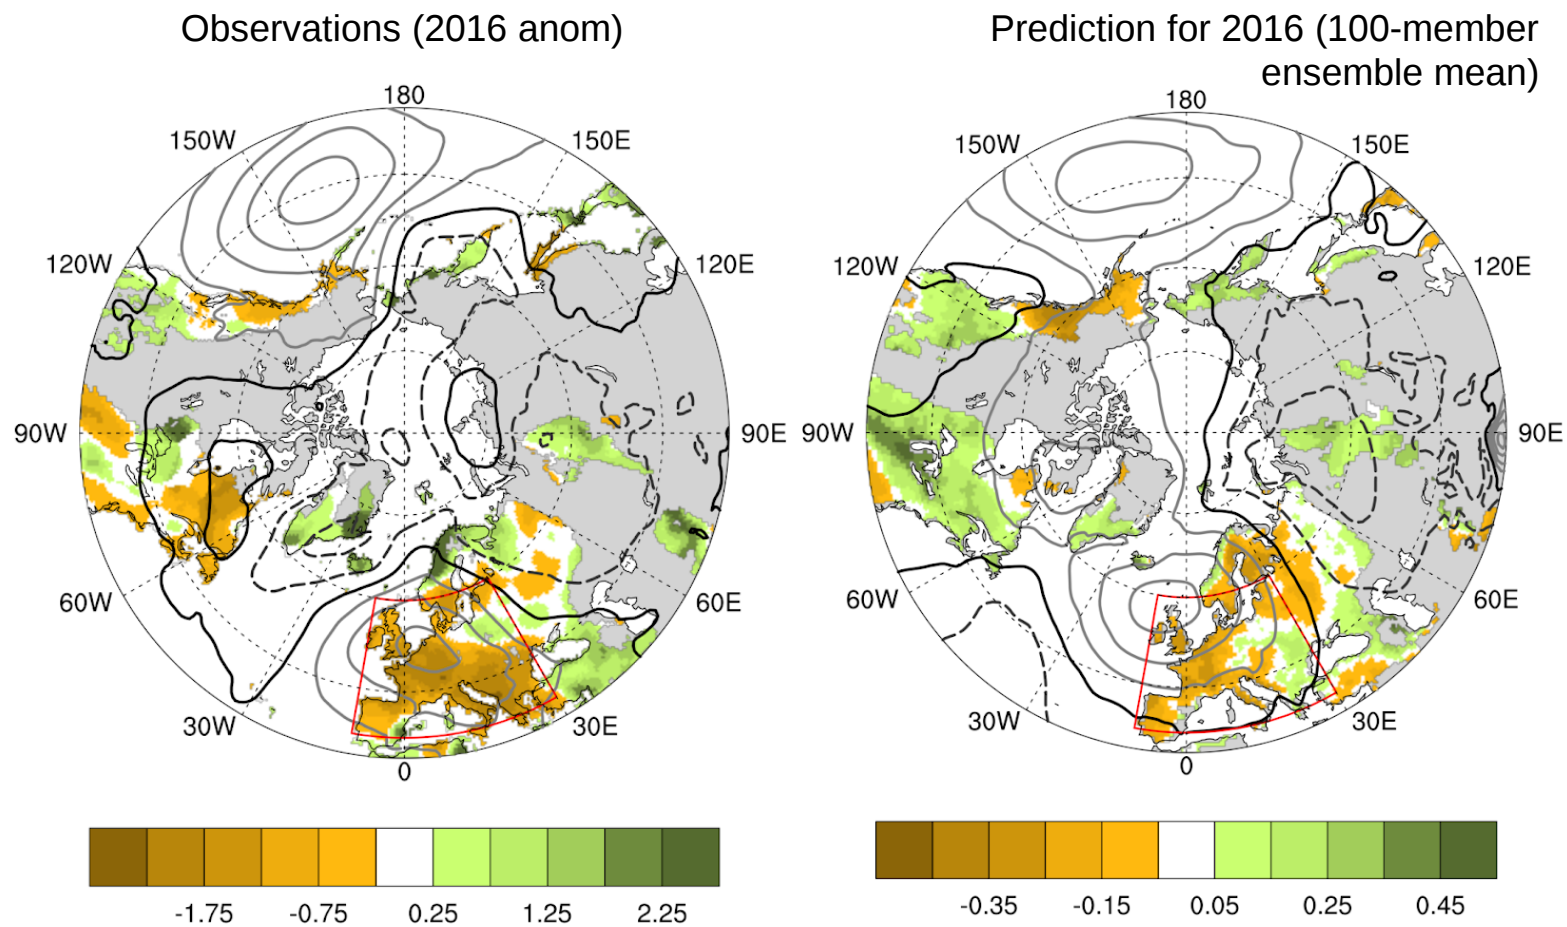 Observations (2016 anom)
Prediction for 2016 (100-member
ensemble mean)
180
150W
150E
120W
120E
90W
90E
60W
60E
30W
30E
0
180
150W
150E
120W
120E
90W
90E
60W
60E
30W
30E
0
-1.75 -0.75 0.25 1.25 2.25
-0.35 -0.15 0.05 0.25 0.45